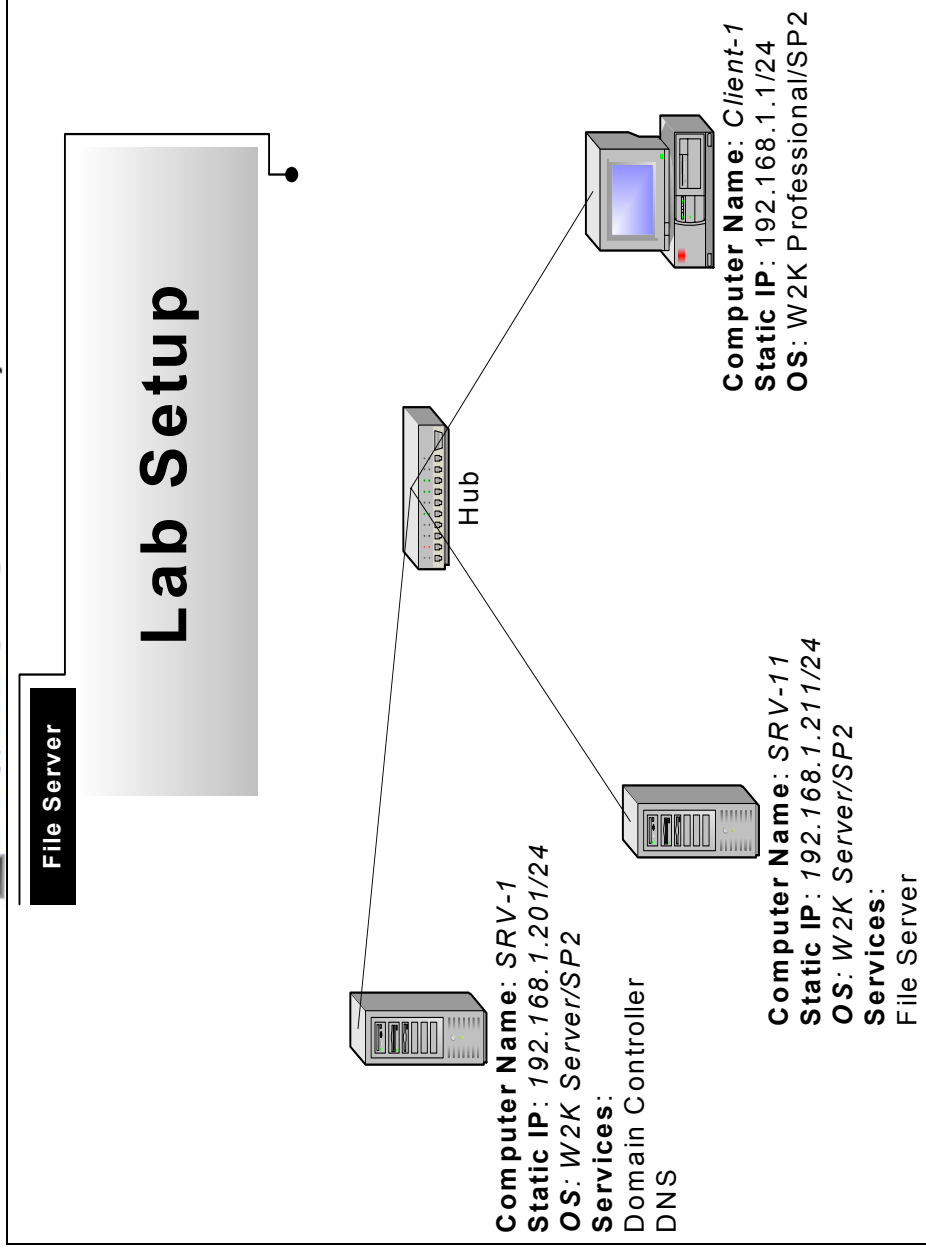 File Server
Lab Setup
Hub
Computer Name: SRV-1
Static IP: 192.168.1.201/24
OS: W2K Server/SP2
Services:
Domain Controller
DNS
Computer Name: SRV-11
Static IP: 192.168.1.211/24
OS: W2K Server/SP2
Services:
File Server
Computer Name: Client-1
Static IP: 192.168.1.1/24
OS: W2K Professional/SP2